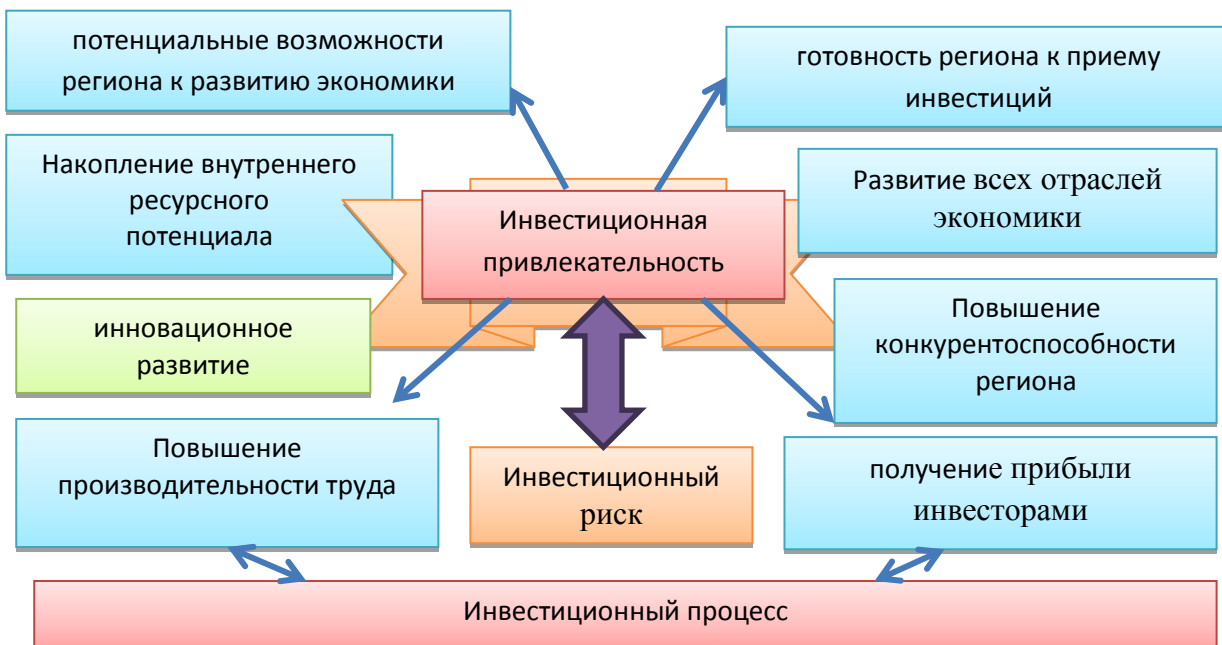 потенциальные возможности
региона к развитию экономики
готовность региона к приему
инвестиций
Накопление внутреннего
ресурсного
потенциала
Инвестиционная
привлекательность
Развитие всех отраслей
экономики
инновационное
развитие
Повышение
конкурентоспособности
региона
Повышение
производительности труда
Инвестиционный
риск
получение прибыли
инвесторами
Инвестиционный процесс